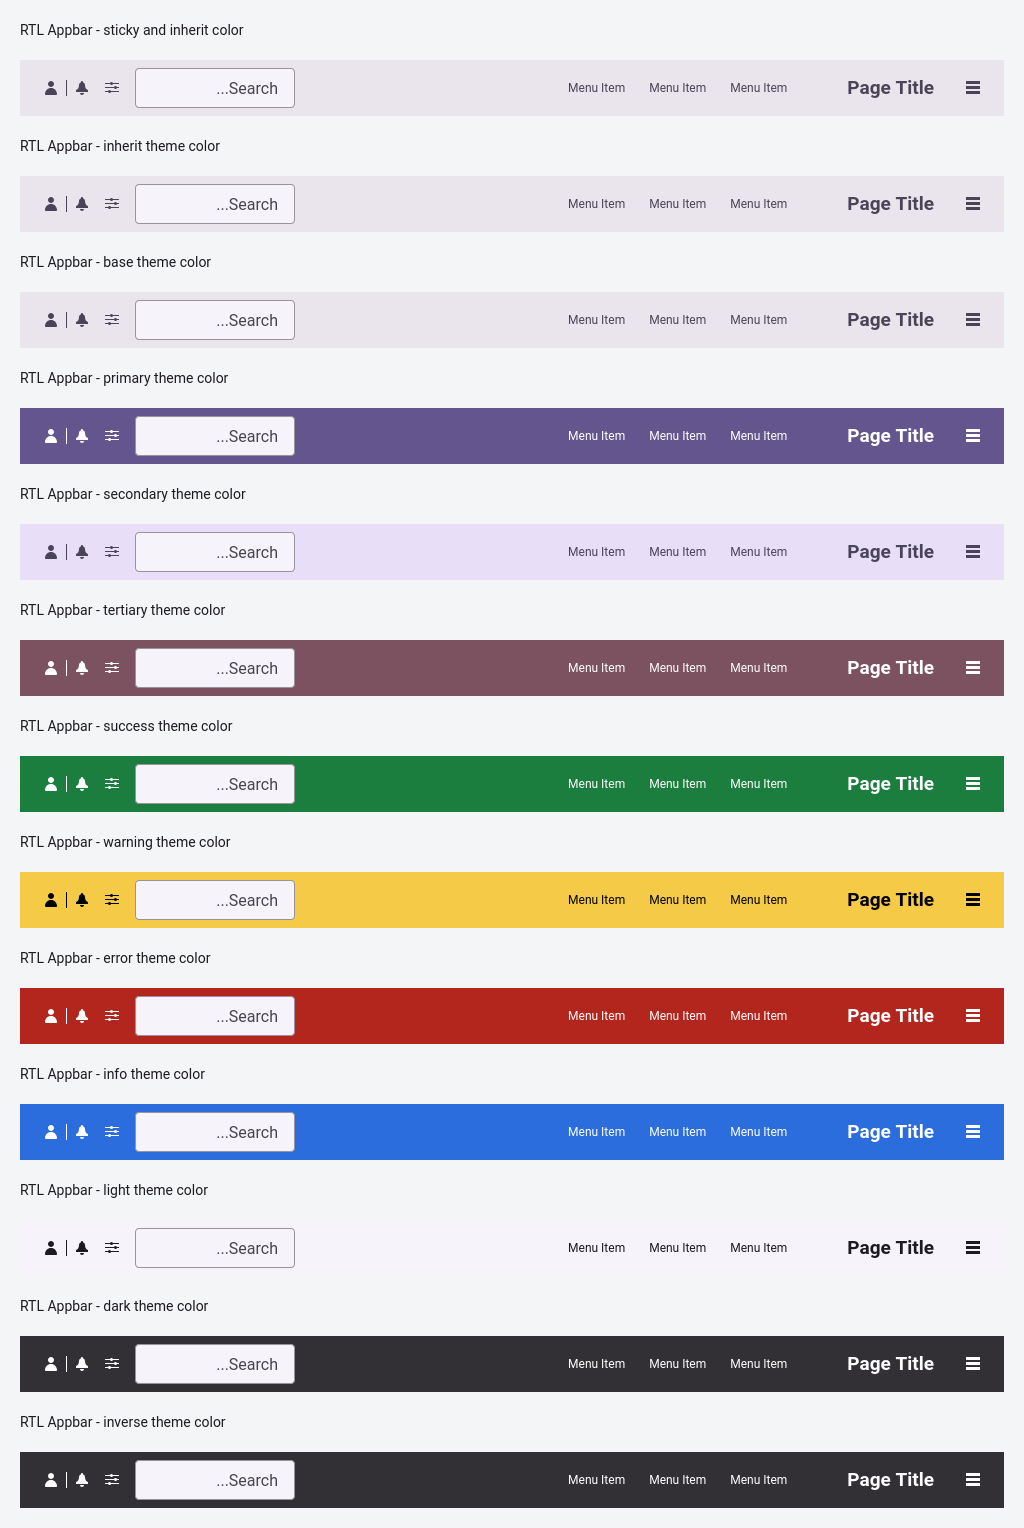 RTL Appbar - sticky and inherit color
...Search Menu Item Menu Item Menu Item Page Title
RTL Appbar - inherit theme color
...Search Menu Item Menu Item Menu Item Page Title
RTL Appbar - base theme color
...Search Menu Item Menu Item Menu Item Page Title
RTL Appbar - primary theme color
...Search Menu Item Menu Item Menu Item Page Title
RTL Appbar - secondary theme color
...Search Menu Item Menu Item Menu Item Page Title
RTL Appbar - tertiary theme color
...Search Menu Item Menu Item Menu Item Page Title
RTL Appbar - success theme color
...Search Menu Item Menu Item Menu Item Page Title
RTL Appbar - warning theme color
...Search Menu Item Menu Item Menu Item Page Title
RTL Appbar - error theme color
...Search Menu Item Menu Item Menu Item Page Title
RTL Appbar - info theme color
...Search Menu Item Menu Item Menu Item Page Title
RTL Appbar - light theme color
...Search Menu Item Menu Item Menu Item Page Title
RTL Appbar - dark theme color
...Search Menu Item Menu Item Menu Item Page Title
RTL Appbar - inverse theme color
...Search Menu Item Menu Item Menu Item Page Title